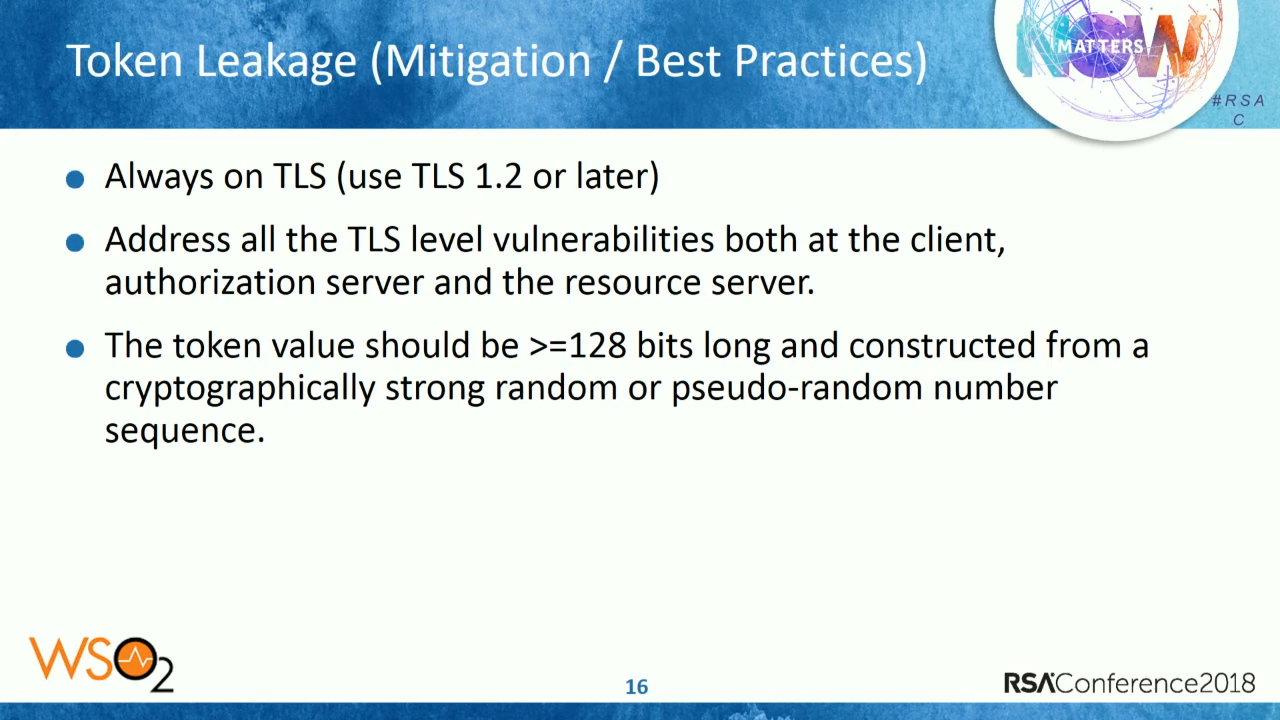 Token Leakage (Mitigation / Best Practices)
NOW
MATTERS
#RSA
C
● Always on TLS (use TLS 1.2 or later)
● Address all the TLS level vulnerabilities both at the client,
authorization server and the resource server.
● The token value should be >=128 bits long and constructed from a
cryptographically strong random or pseudo-random number
sequence.
WSO2
16
RSAConference2018